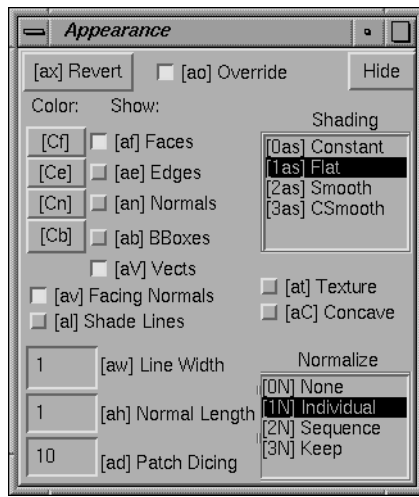 Appearance
[ax] Revert [ao] Override Hide
Color: Show:
Shading
[Cf] [af] Faces
[Ce] [ae] Edges
[Cn] [an] Normals
[Cb] [ab] BBoxes
[aV] Vects
[0as] Constant
[1as] Flat
[2as] Smooth
[3as] CSmooth
[av] Facing Normals
[al] Shade Lines
[at] Texture
[aC] Concave
1 [aw] Line Width
1 [ah] Normal Length
10 [ad] Patch Dicing
Normalize
[0N] None
[1N] Individual
[2N] Sequence
[3N] Keep